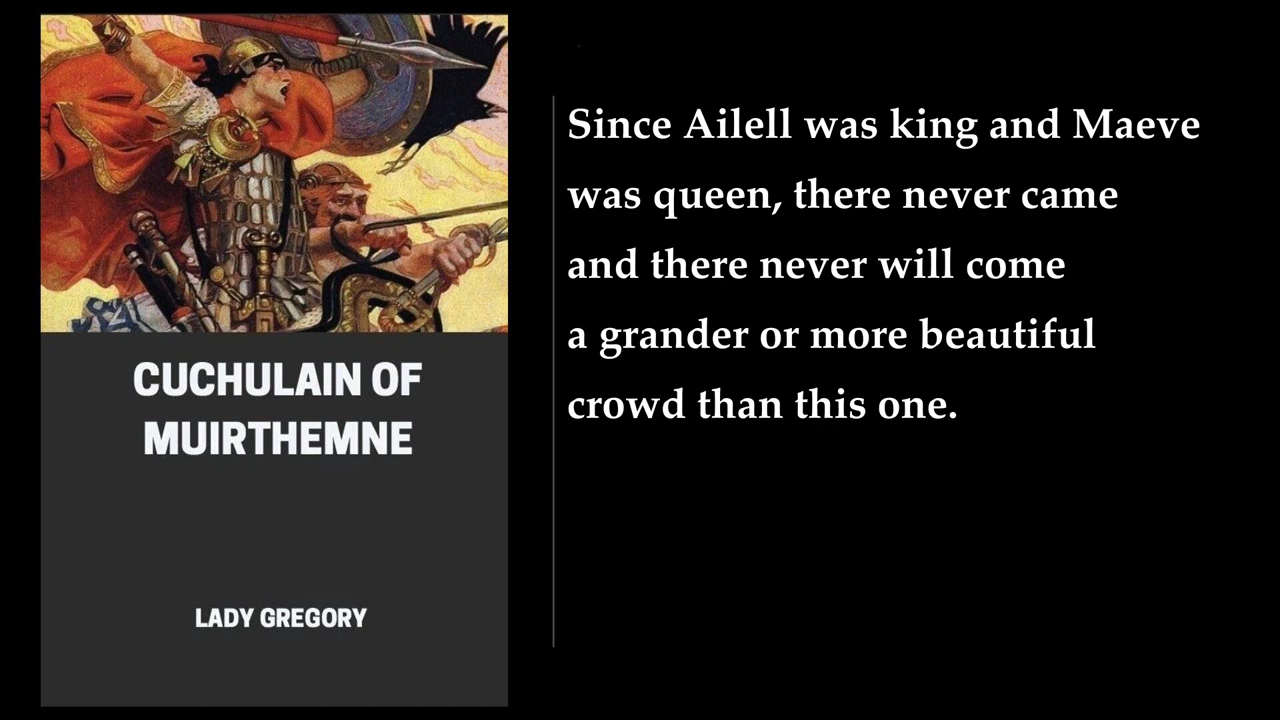 CUCHULAIN OF
MUIRTHEMNE
LADY GREGORY
Since Ailell was king and Maeve
was queen, there never came
and there never will come
a grander or more beautiful
crowd than this one.